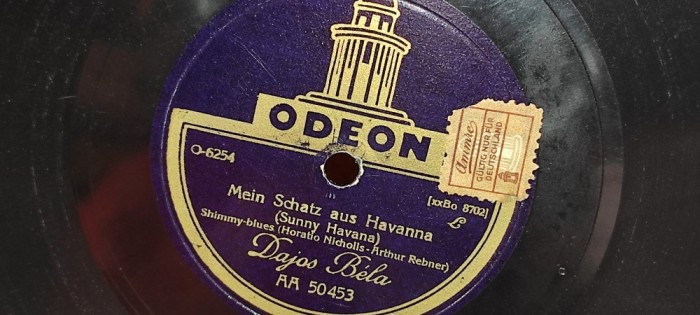 ODEON
O-6254
Ammre
GÜLTIG NUR FÜR
DEUTSCHLAND
[xxBo 8702]
L
Mein Schatz aus Havanna
(Sunny Havana)
Shimmy-blues (Horatio Nicholls-Arthur Rebner)
Dajos Béla
AA 50453